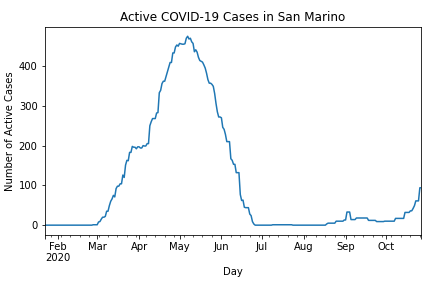 Active COVID-19 Cases in San Marino
Number of Active Cases
400
300
200
100
0
Feb Mar Apr May Jun Jul Aug Sep Oct
2020
Day